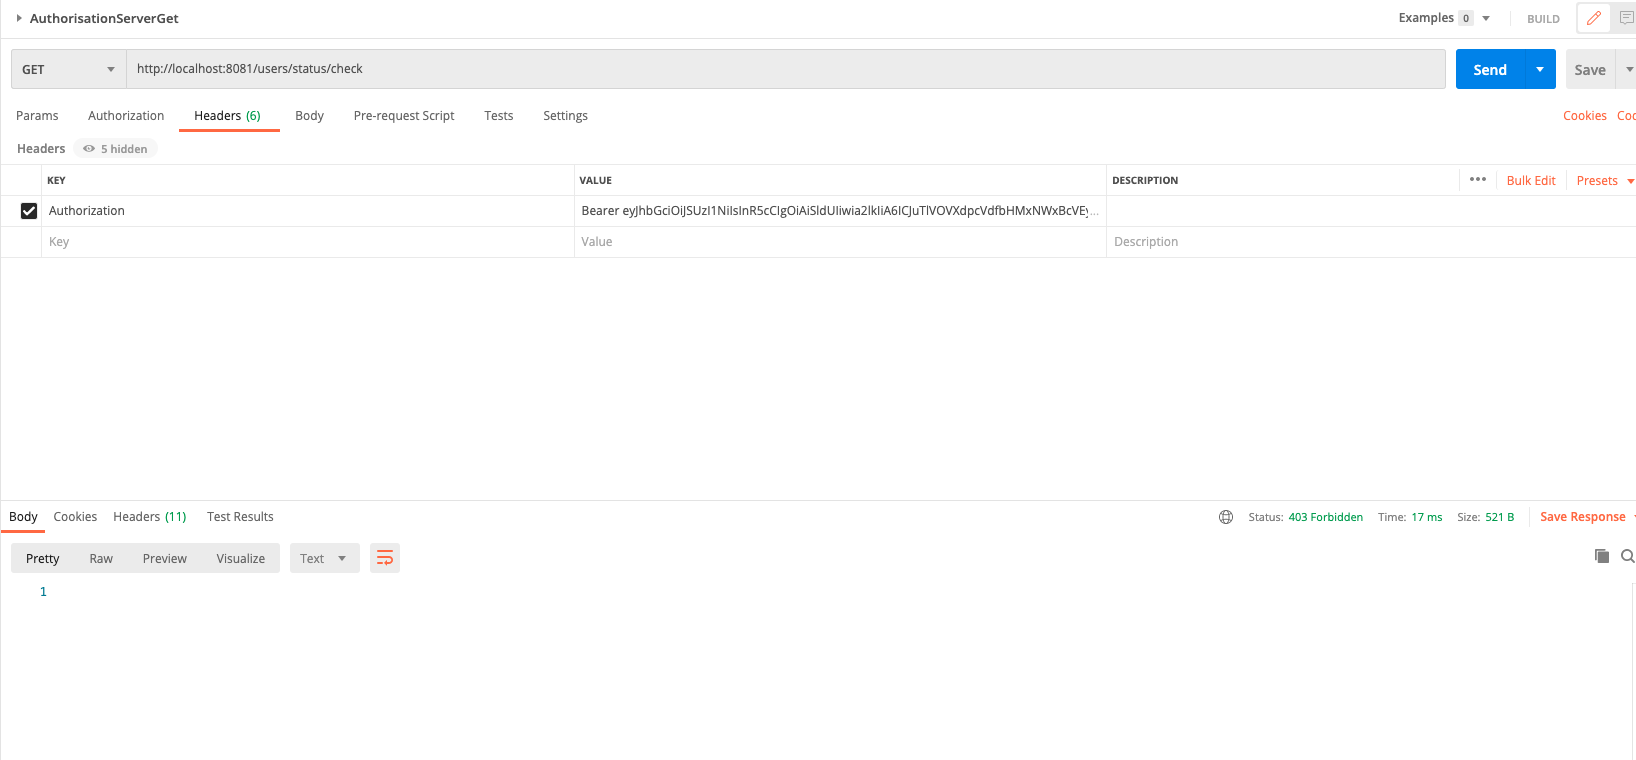 AuthorisationServerGet
Examples 0
BUILD
GET
http://localhost:8081/users/status/check
Send
Save
Params Authorization Headers (6) Body Pre-request Script Tests Settings
Cookies Coc
Headers 5 hidden
KEY VALUE DESCRIPTION
Bulk Edit Presets
Authorization
Bearer ...
Key Value Description
Body Cookies Headers (11) Test Results
Status: 403 Forbidden Time: 17 ms Size: 521 B
Save Response
Pretty Raw Preview Visualize Text
1